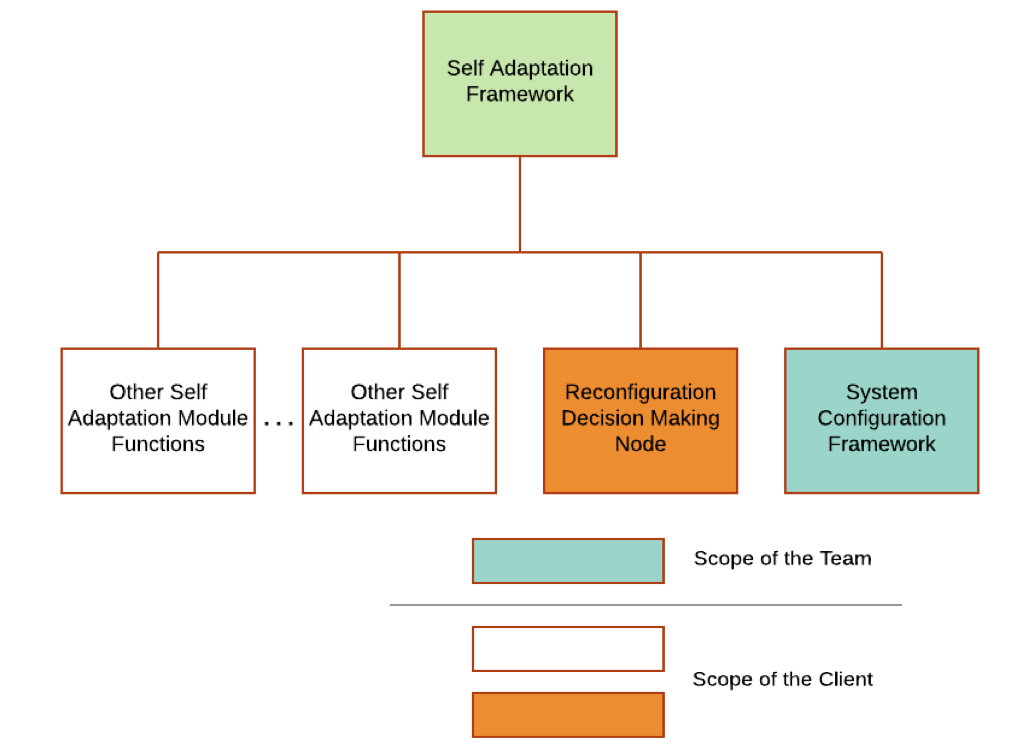 Self Adaptation
Framework
Other Self
Adaptation Module
Functions
...
Other Self
Adaptation Module
Functions
Reconfiguration
Decision Making
Node
System
Configuration
Framework
Scope of the Team
Scope of the Client